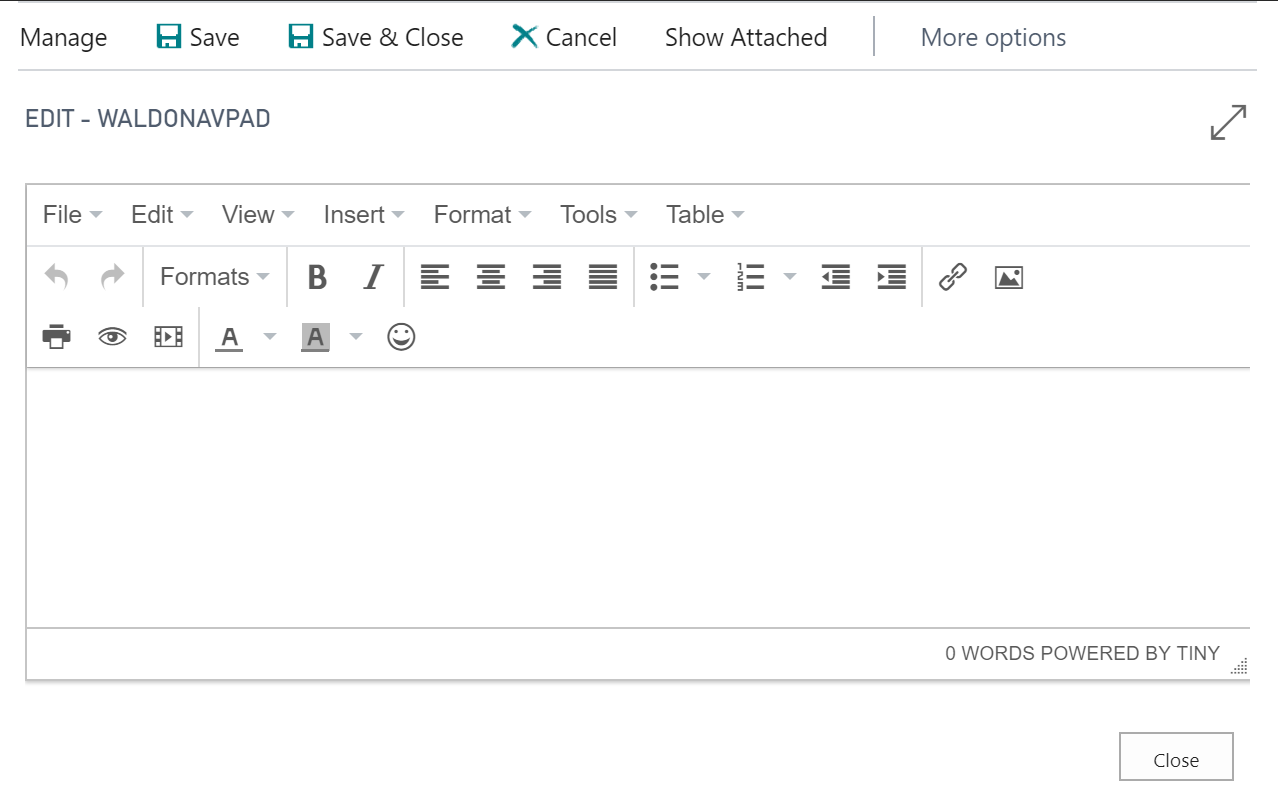 Manage Save Save & Close Cancel Show Attached More options
EDIT - WALDONAVPAD
File Edit View Insert Format Tools Table
Formats B I
A A
0 WORDS POWERED BY TINY
Close